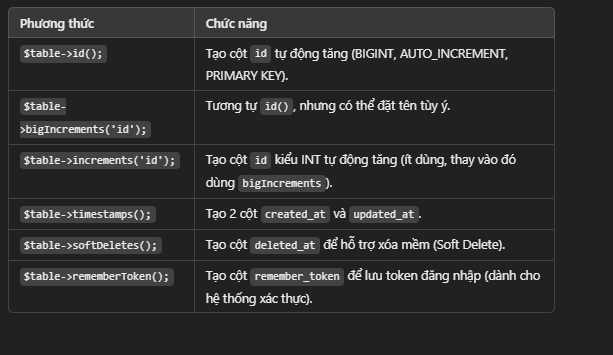 Phương thức Chức năng
$table->id(); Tạo cột id tự động tăng (BIGINT, AUTO_INCREMENT,
PRIMARY KEY).
$table- Tương tự id(), nhưng có thể đặt tên tùy ý.
>bigIncrements('id');
$table->increments('id'); Tạo cột id kiểu INT tự động tăng (ít dùng, thay vào đó
dùng bigIncrements).
$table->timestamps(); Tạo 2 cột created_at và updated_at.
$table->softDeletes(); Tạo cột deleted_at để hỗ trợ xóa mềm (Soft Delete).
$table->rememberToken(); Tạo cột remember_token để lưu token đăng nhập (dành cho
hệ thống xác thực).